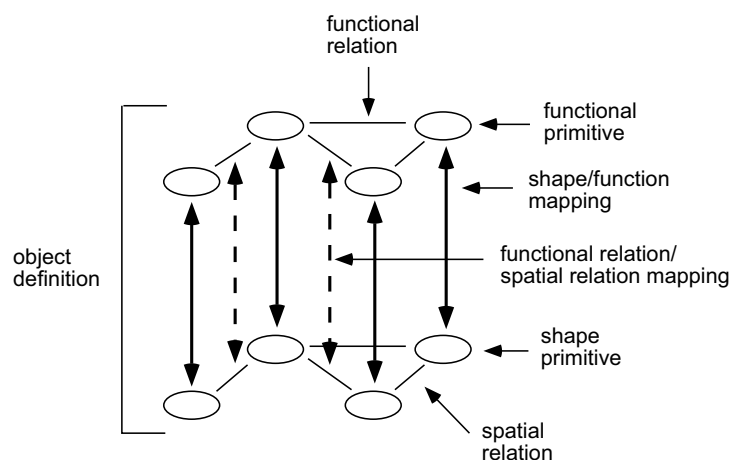 functional
relation
functional
primitive
shape/function
mapping
object
definition
functional relation/
spatial relation mapping
shape
primitive
spatial
relation